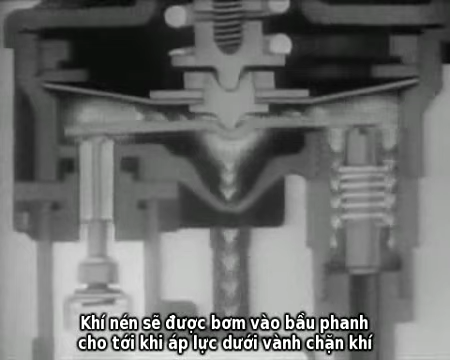 Khí nén sẽ được bơm vào bầu phanh
cho tới khi áp lực dưới vành chặn khí